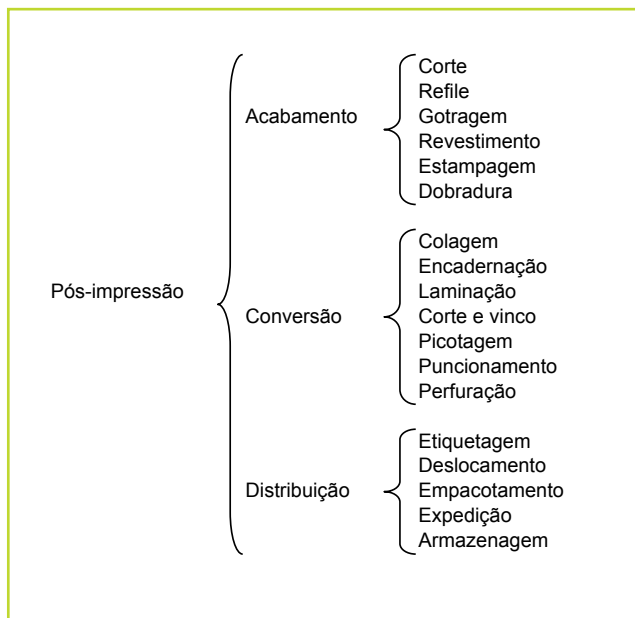 Pós-impressão
Acabamento
Corte
Refile
Gotragem
Revestimento
Estampagem
Dobradura
Conversão
Colagem
Encadernação
Laminação
Corte e vinco
Picotagem
Puncionamento
Perfuração
Distribuição
Etiquetagem
Deslocamento
Empacotamento
Expedição
Armazenagem